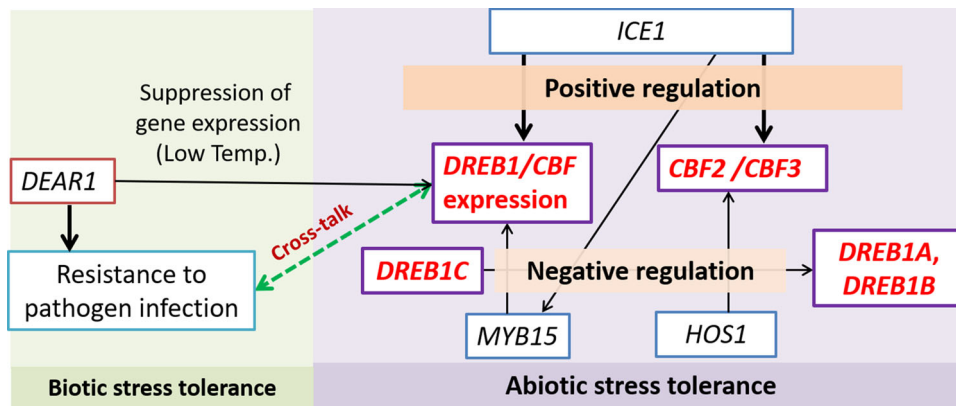 ICE1
Positive regulation
Suppression of
gene expression
(Low Temp.)
DEAR1
DREB1/CBF
expression
CBF2 /CBF3
Cross-talk
Resistance to
pathogen infection
DREB1C
Negative regulation
DREB1A,
DREB1B
MYB15
HOS1
Biotic stress tolerance
Abiotic stress tolerance